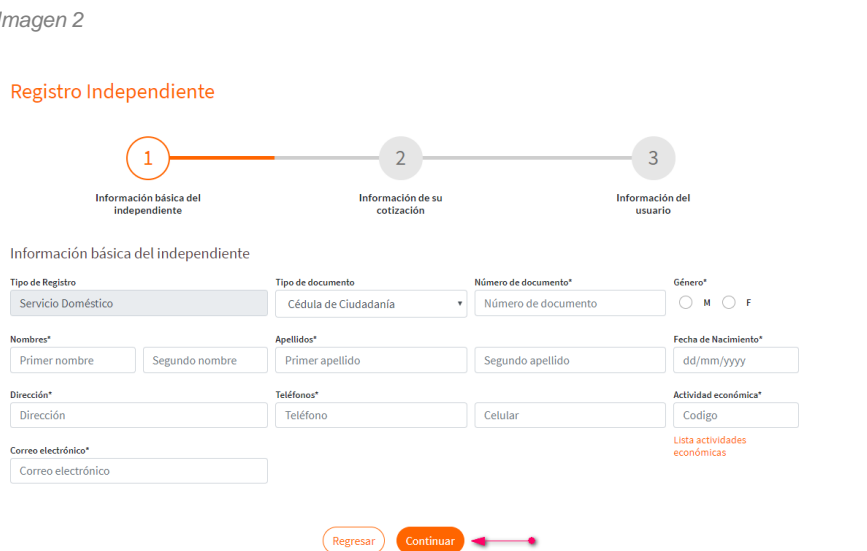 Imagen 2
Registro Independiente
1 2 3
Información básica del independiente
Información de su cotización
Información del usuario
Información básica del independiente
Tipo de Registro Tipo de documento Número de documento* Género*
Servicio Doméstico Cédula de Ciudadanía Número de documento M F
Nombres* Apellidos* Fecha de Nacimiento*
Primer nombre Segundo nombre Primer apellido Segundo apellido dd/mm/yyyy
Dirección* Teléfonos* Actividad económica*
Dirección Teléfono Celular Codigo
Lista actividades
económicas
Correo electrónico*
Correo electrónico
Regresar Continuar